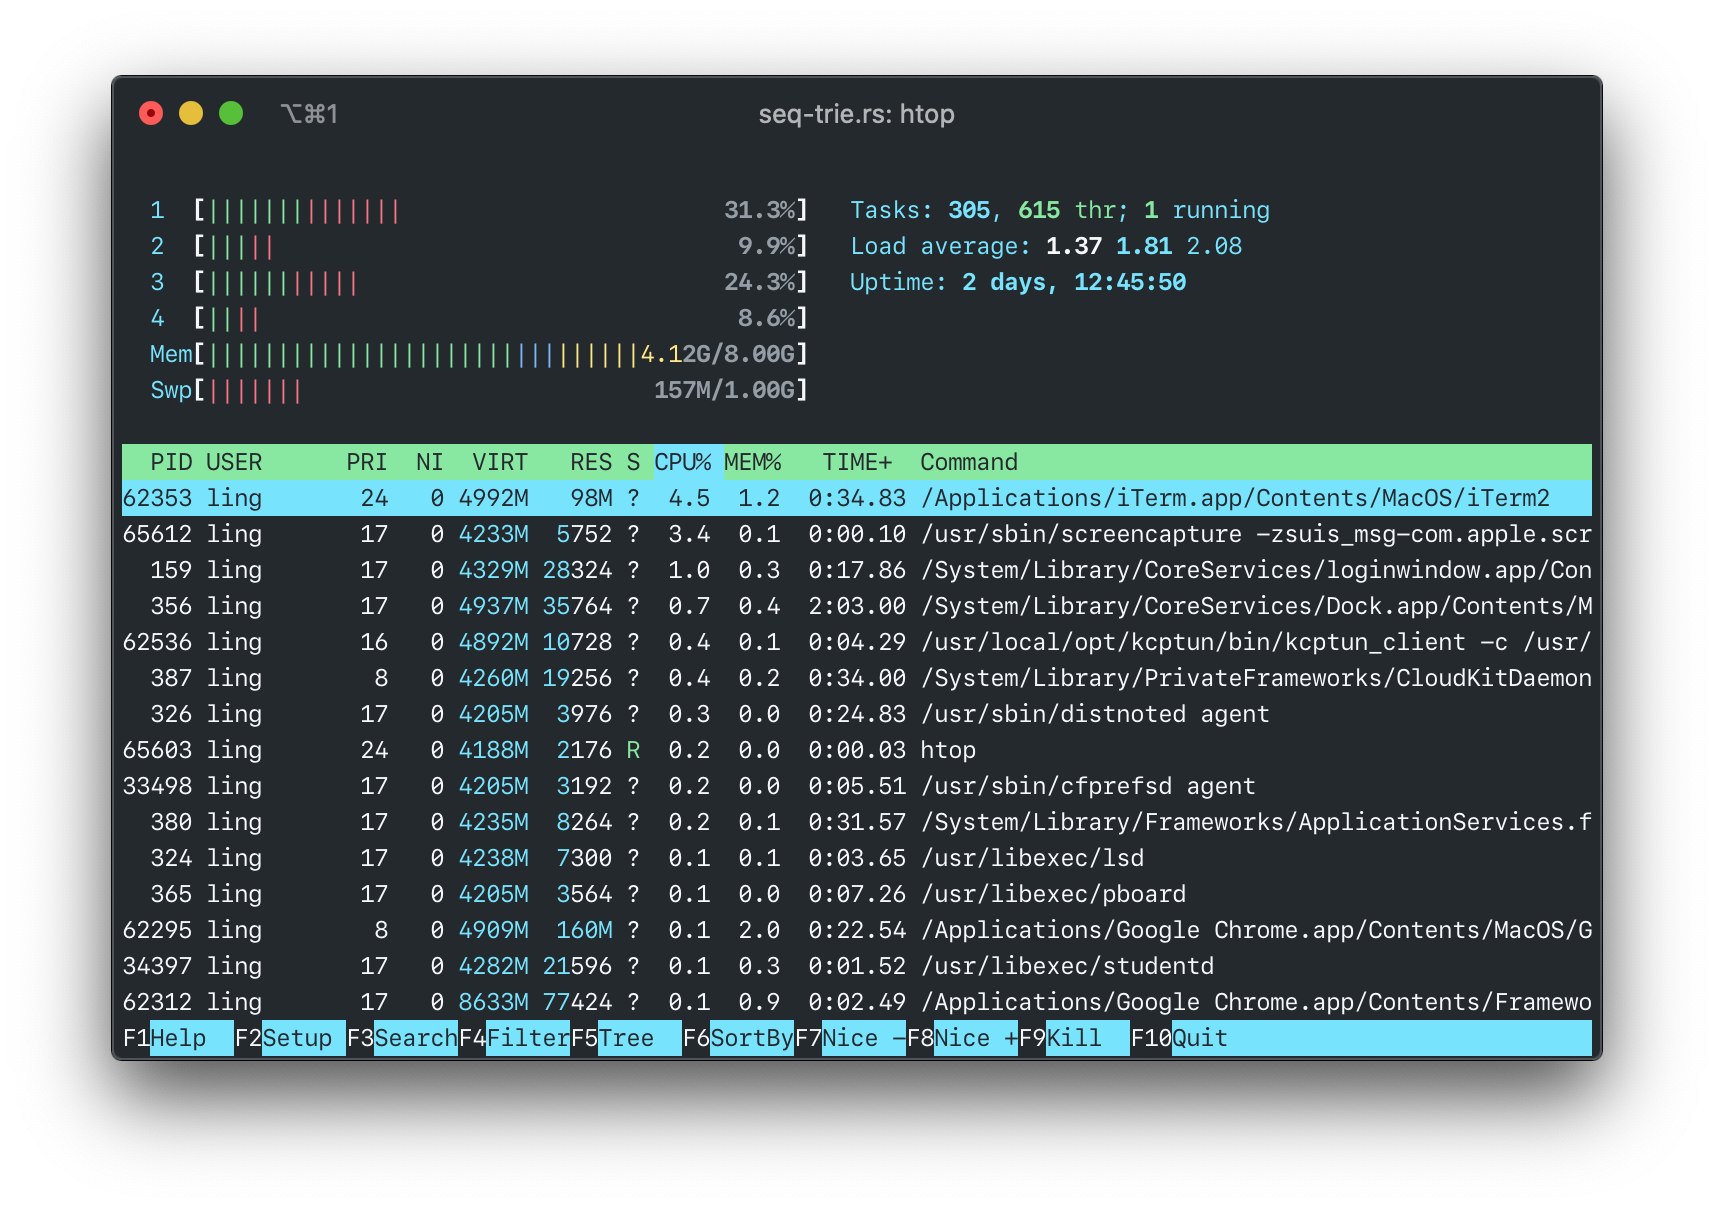 ⌥⌘1 seq-trie.rs: htop
1 [|||||||||||||| 31.3%] Tasks: 305, 615 thr; 1 running
2 [||||| 9.9%] Load average: 1.37 1.81 2.08
3 [||||||||||| 24.3%] Uptime: 2 days, 12:45:50
4 [|||| 8.6%]
Mem[|||||||||||||||||||||||||||||||4.12G/8.00G]
Swp[||||||| 157M/1.00G]
PID USER PRI NI VIRT RES S CPU% MEM% TIME+ Command
62353 ling 24 0 4992M 98M ? 4.5 1.2 0:34.83 /Applications/iTerm.app/Contents/MacOS/iTerm2
65612 ling 17 0 4233M 5752 ? 3.4 0.1 0:00.10 /usr/sbin/screencapture -zsuis_msg-com.apple.scr
159 ling 17 0 4329M 28324 ? 1.0 0.3 0:17.86 /System/Library/CoreServices/loginwindow.app/Con
356 ling 17 0 4937M 35764 ? 0.7 0.4 2:03.00 /System/Library/CoreServices/Dock.app/Contents/M
62536 ling 16 0 4892M 10728 ? 0.4 0.1 0:04.29 /usr/local/opt/kcptun/bin/kcptun_client -c /usr/
387 ling 8 0 4260M 19256 ? 0.4 0.2 0:34.00 /System/Library/PrivateFrameworks/CloudKitDaemon
326 ling 17 0 4205M 3976 ? 0.3 0.0 0:24.83 /usr/sbin/distnoted agent
65603 ling 24 0 4188M 2176 R 0.2 0.0 0:00.03 htop
33498 ling 17 0 4205M 3192 ? 0.2 0.0 0:05.51 /usr/sbin/cfprefsd agent
380 ling 17 0 4235M 8264 ? 0.2 0.1 0:31.57 /System/Library/Frameworks/ApplicationServices.f
324 ling 17 0 4238M 7300 ? 0.1 0.1 0:03.65 /usr/libexec/lsd
365 ling 17 0 4205M 3564 ? 0.1 0.0 0:07.26 /usr/libexec/pboard
62295 ling 8 0 4909M 160M ? 0.1 2.0 0:22.54 /Applications/Google Chrome.app/Contents/MacOS/G
34397 ling 17 0 4282M 21596 ? 0.1 0.3 0:01.52 /usr/libexec/studentd
62312 ling 17 0 8633M 77424 ? 0.1 0.9 0:02.49 /Applications/Google Chrome.app/Contents/Framewo
F1Help F2Setup F3SearchF4FilterF5Tree F6SortByF7Nice -F8Nice +F9Kill F10Quit